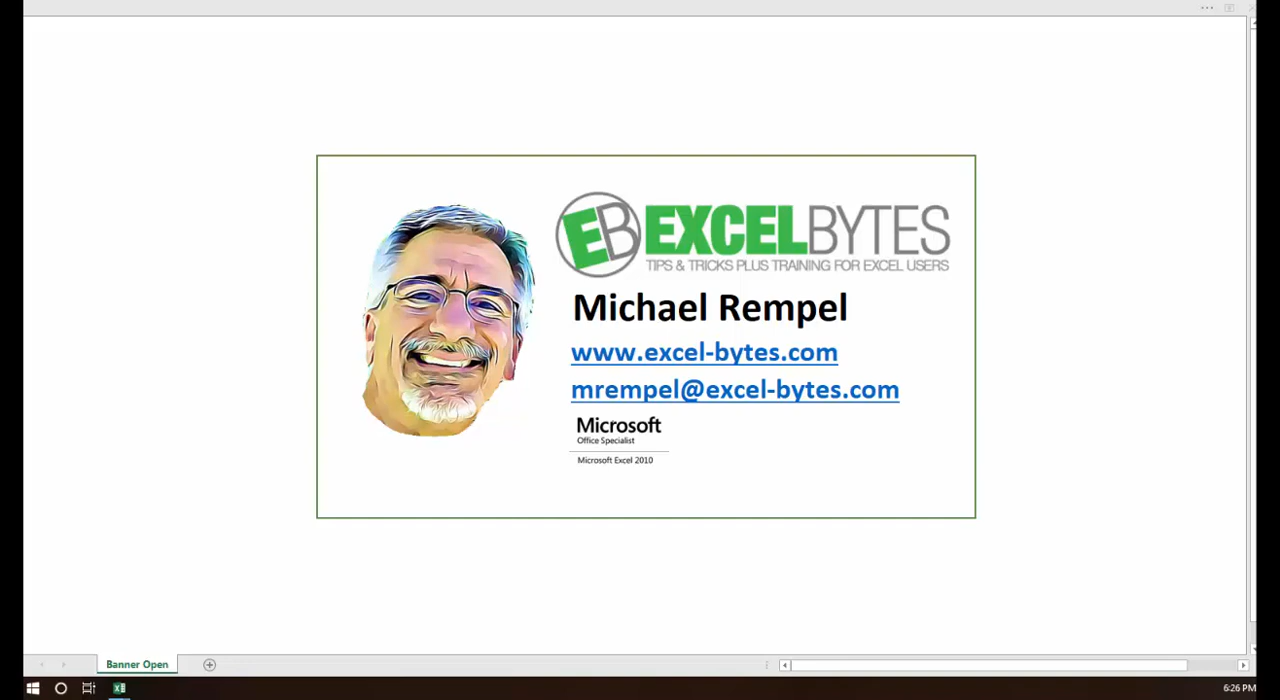 EB EXCELBYTES
TIPS & TRICKS PLUS TRAINING FOR EXCEL USERS
Michael Rempel
www.excel-bytes.com
mrempel@excel-bytes.com
Microsoft
Office Specialist
Microsoft Excel 2010
Banner Open
6:26 PM